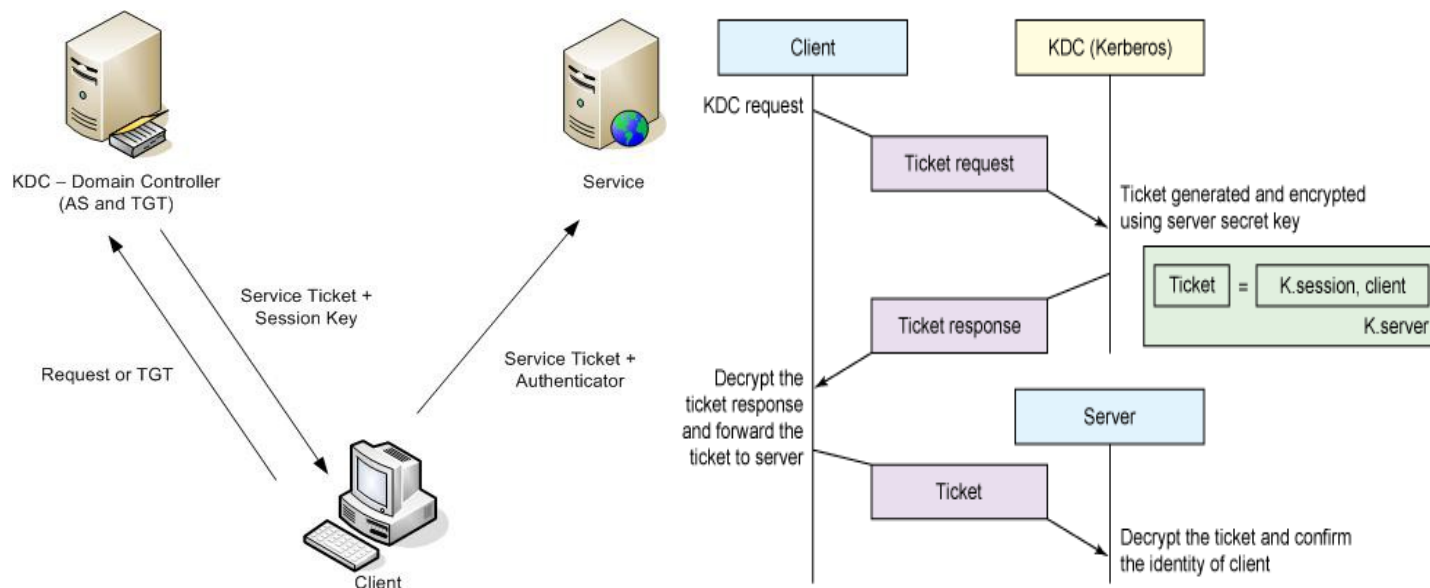 KDC – Domain Controller
(AS and TGT)
Service
Service Ticket +
Session Key
Request or TGT
Service Ticket +
Authenticator
Client
Client
KDC (Kerberos)
KDC request
Ticket request
Ticket generated and encrypted
using server secret key
Ticket = K.session, client
K.server
Ticket response
Decrypt the
ticket response
and forward the
ticket to server
Server
Ticket
Decrypt the ticket and confirm
the identity of client